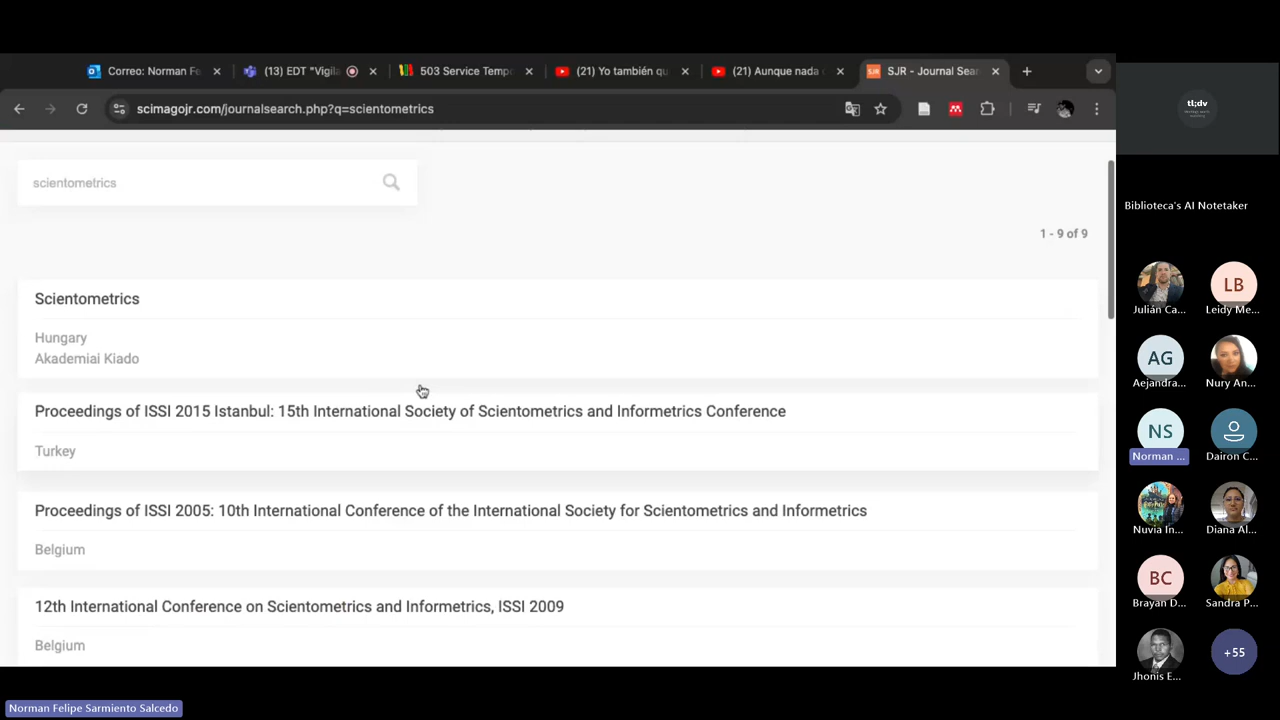 Correo: Norman Fe
(13) EDT "Vigila
503 Service Tempo
(21) Yo también qu
(21) Aunque nada
SJR - Journal Sear
scimagojr.com/journalsearch.php?q=scientometrics
scientometrics
1 - 9 of 9
Scientometrics
Hungary
Akademiai Kiado
Proceedings of ISSI 2015 Istanbul: 15th International Society of Scientometrics and Informetrics Conference
Turkey
Proceedings of ISSI 2005: 10th International Conference of the International Society for Scientometrics and Informetrics
Belgium
12th International Conference on Scientometrics and Informetrics, ISSI 2009
Belgium
tl;dv
Biblioteca's AI Notetaker
Julián Ca...
LB
Leidy Me...
AG
Aejandra...
Nury An...
NS
Norman ...
Dairon C...
Nuvia In...
Diana Al...
BC
Brayan D...
Sandra P...
Jhonis E...
+55
Norman Felipe Sarmiento Salcedo